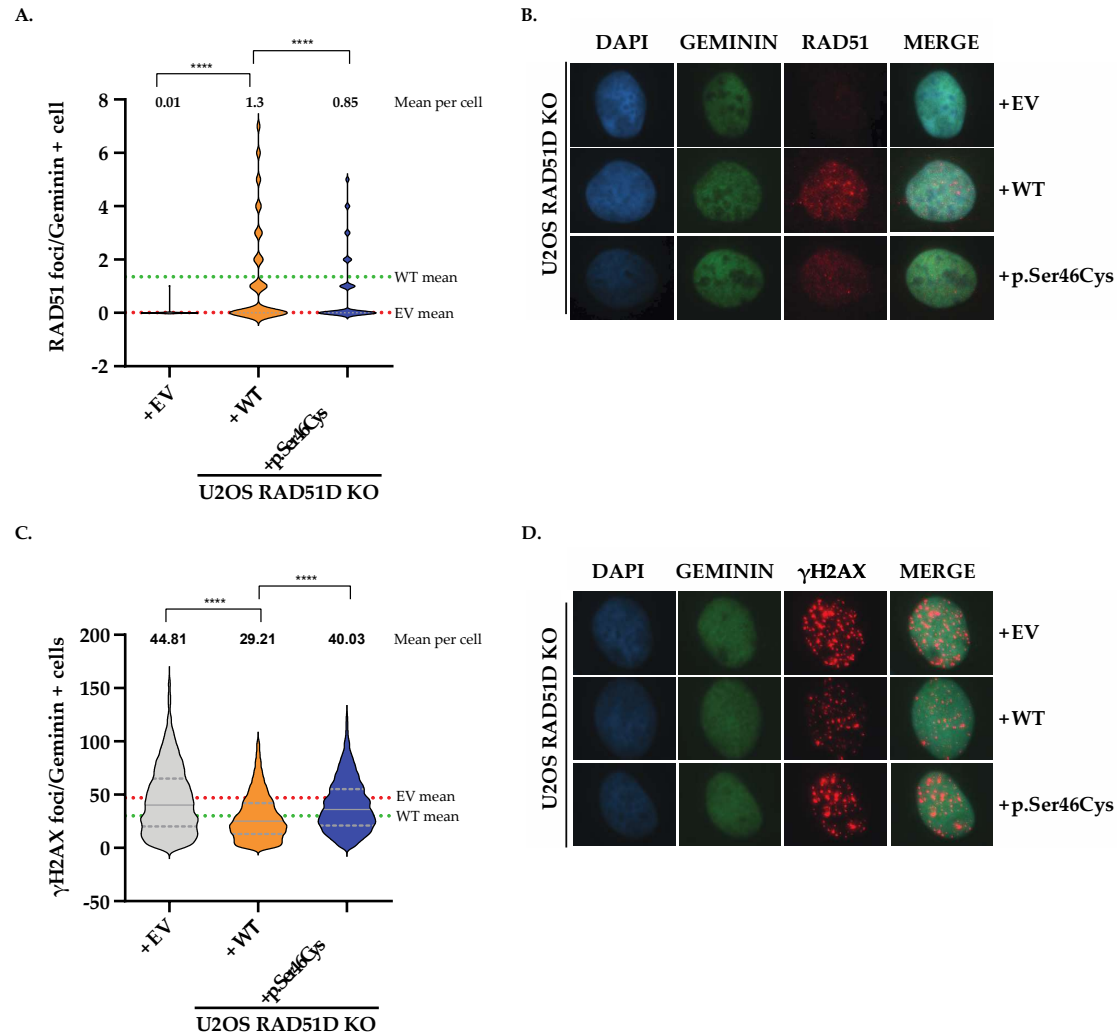 A.
****
****
0.01 1.3 0.85 Mean per cell
RAD51 foci/Geminin + cell
8
6
4
2
0
-2
WT mean
EV mean
+EV
+WT
+p.Ser46Cys
U2OS RAD51D KO
B.
DAPI GEMININ RAD51 MERGE
U2OS RAD51D KO
+EV
+WT
+p.Ser46Cys
C.
****
****
44.81 29.21 40.03 Mean per cell
γH2AX foci/Geminin + cells
200
150
100
50
0
-50
EV mean
WT mean
+EV
+WT
+p.Ser46Cys
U2OS RAD51D KO
D.
DAPI GEMININ γH2AX MERGE
U2OS RAD51D KO
+EV
+WT
+p.Ser46Cys